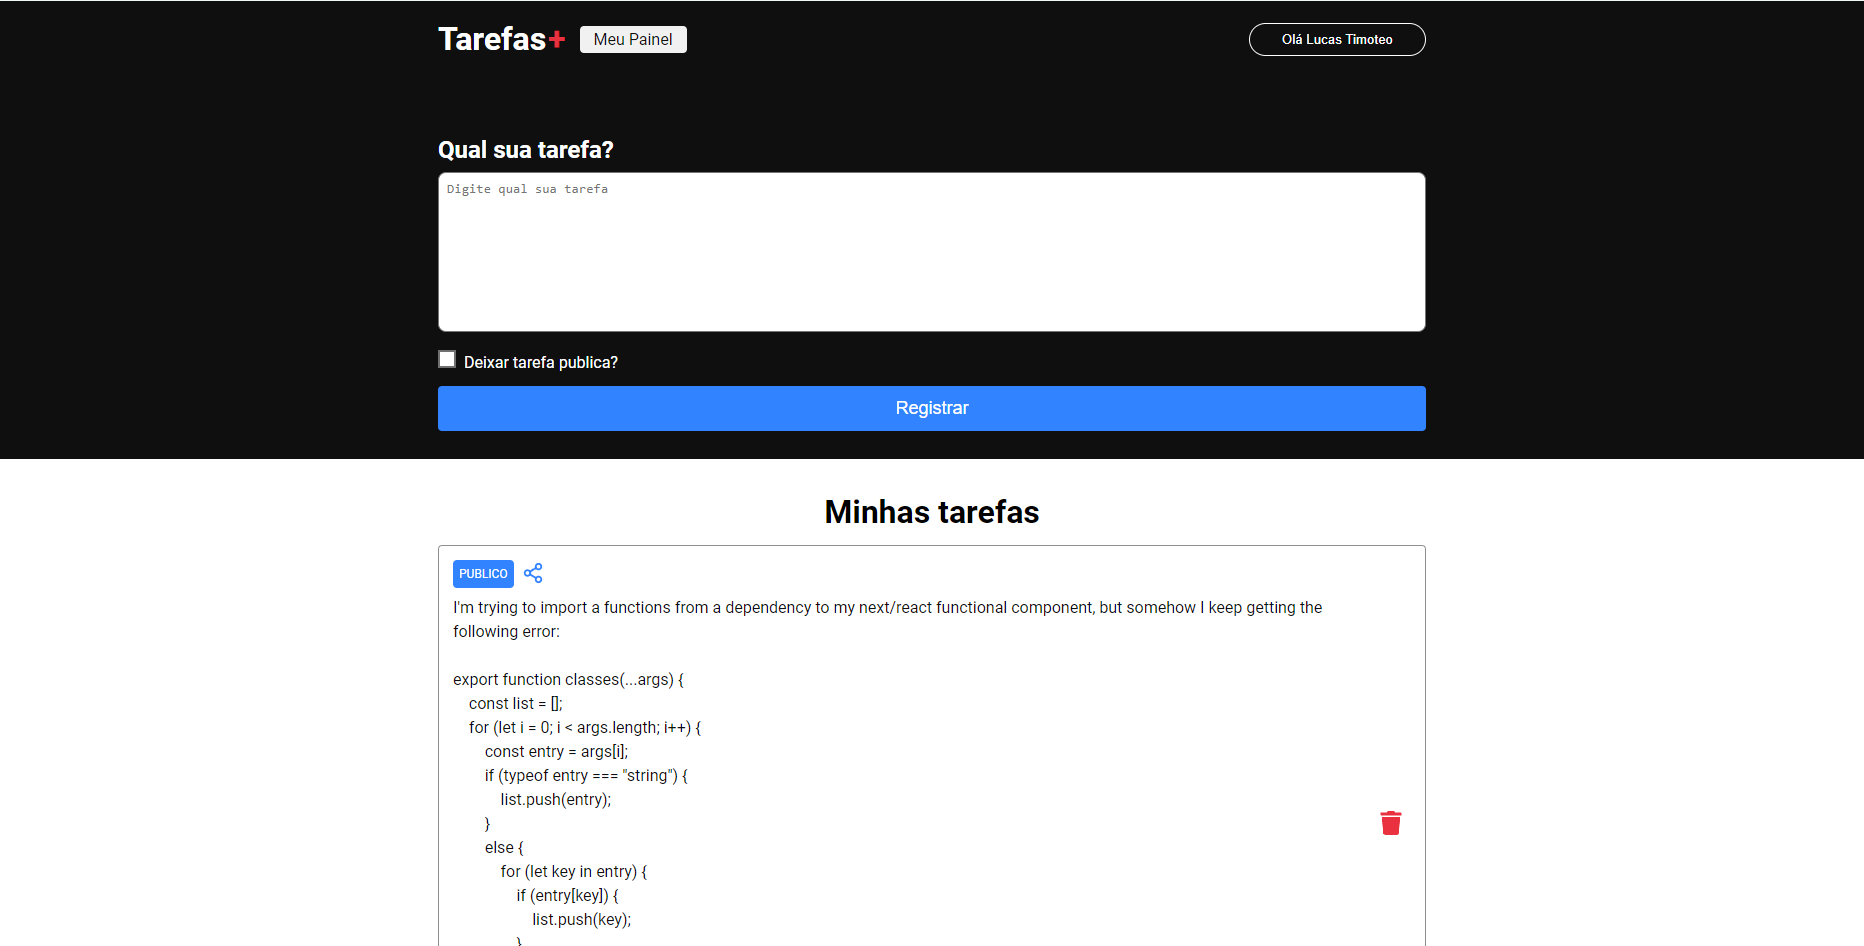 Tarefas+ Meu Painel Olá Lucas Timoteo
Qual sua tarefa?
Digite qual sua tarefa
Deixar tarefa publica?
Registrar
Minhas tarefas
PUBLICO
I'm trying to import a functions from a dependency to my next/react functional component, but somehow I keep getting the
following error:
export function classes(...args) {
    const list = [];
    for (let i = 0; i < args.length; i++) {
        const entry = args[i];
        if (typeof entry === "string") {
            list.push(entry);
        }
        else {
            for (let key in entry) {
                if (entry[key]) {
                    list.push(key);
                }